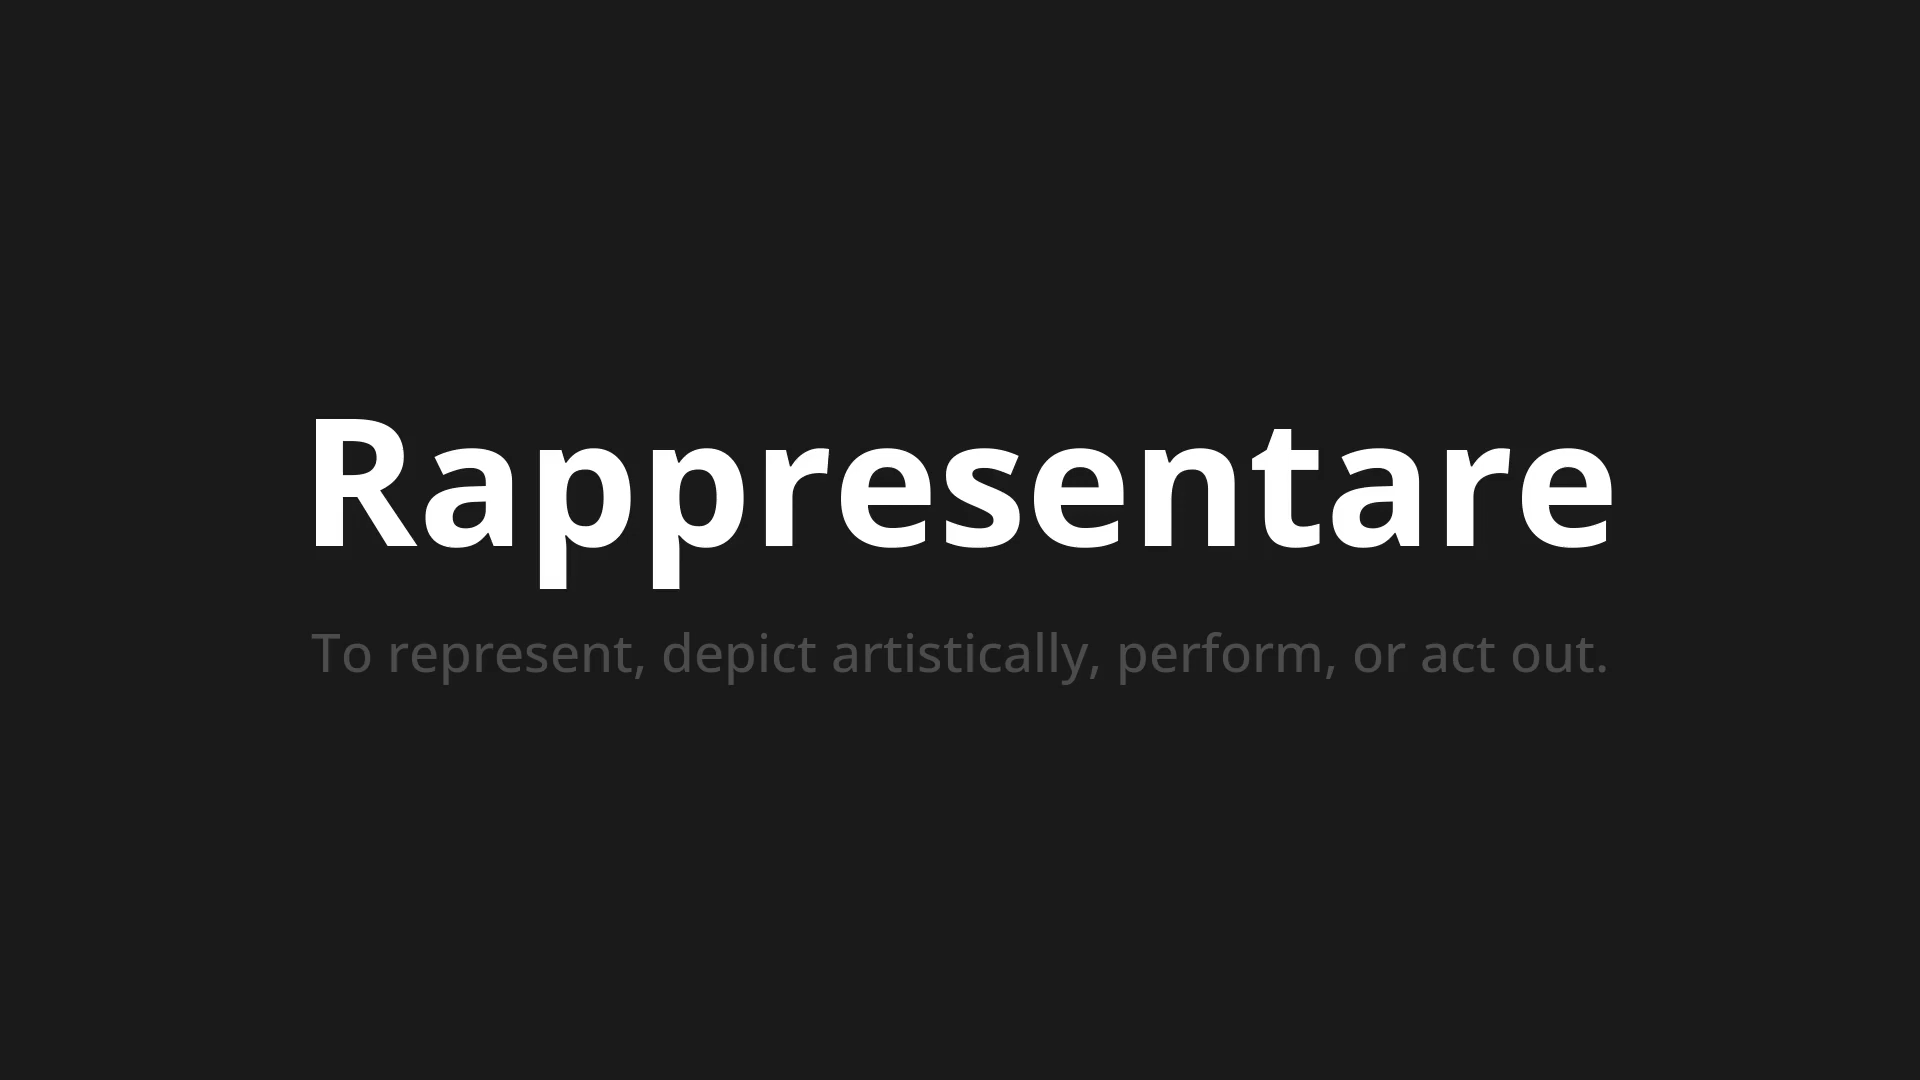 Rappresentare
To represent, depict artistically, perform, or act out.